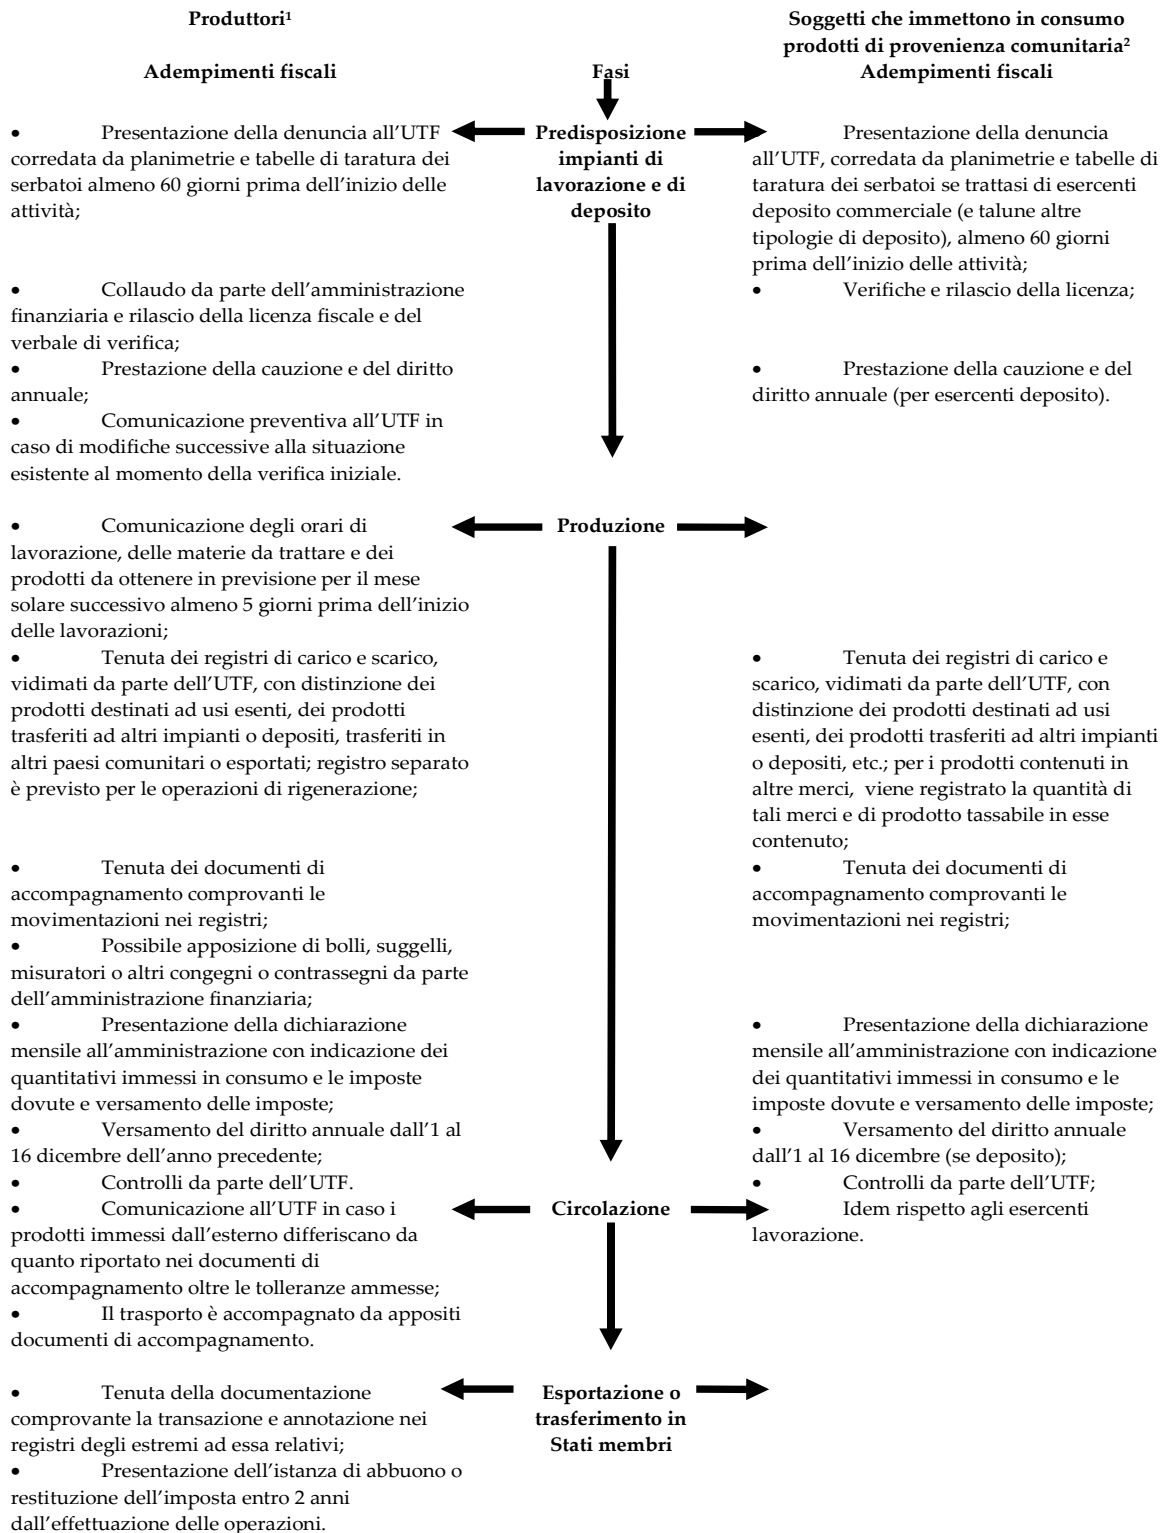 Produttori¹
Soggetti che immettono in consumo
prodotti di provenienza comunitaria²
Adempimenti fiscali
Fasi
Adempimenti fiscali
• Presentazione della denuncia all’UTF
corredata da planimetrie e tabelle di taratura dei
serbatoi almeno 60 giorni prima dell’inizio delle
attività;
Predisposizione
impianti di
lavorazione e di
deposito
Presentazione della denuncia
all’UTF, corredata da planimetrie e tabelle di
taratura dei serbatoi se trattasi di esercenti
deposito commerciale (e talune altre
tipologie di deposito), almeno 60 giorni
prima dell’inizio delle attività;
• Collaudo da parte dell’amministrazione
finanziaria e rilascio della licenza fiscale e del
verbale di verifica;
• Verifiche e rilascio della licenza;
• Prestazione della cauzione e del diritto
annuale;
• Prestazione della cauzione e del
diritto annuale (per esercenti deposito).
• Comunicazione preventiva all’UTF in
caso di modifiche successive alla situazione
esistente al momento della verifica iniziale.
• Comunicazione degli orari di
lavorazione, delle materie da trattare e dei
prodotti da ottenere in previsione per il mese
solare successivo almeno 5 giorni prima dell’inizio
delle lavorazioni;
Produzione
• Tenuta dei registri di carico e scarico,
vidimati da parte dell’UTF, con distinzione dei
prodotti destinati ad usi esenti, dei prodotti
trasferiti ad altri impianti o depositi, trasferiti in
altri paesi comunitari o esportati; registro separato
è previsto per le operazioni di rigenerazione;
• Tenuta dei registri di carico e
scarico, vidimati da parte dell’UTF, con
distinzione dei prodotti destinati ad usi
esenti, dei prodotti trasferiti ad altri impianti
o depositi, etc.; per i prodotti contenuti in
altre merci, viene registrato la quantità di
tali merci e di prodotto tassabile in esse
contenuto;
• Tenuta dei documenti di
accompagnamento comprovanti le
movimentazioni nei registri;
• Tenuta dei documenti di
accompagnamento comprovanti le
movimentazioni nei registri;
• Possibile apposizione di bolli, suggelli,
misuratori o altri congegni o contrassegni da parte
dell’amministrazione finanziaria;
• Presentazione della dichiarazione
mensile all’amministrazione con indicazione dei
quantitativi immessi in consumo e le imposte
dovute e versamento delle imposte;
• Presentazione della dichiarazione
mensile all’amministrazione con indicazione
dei quantitativi immessi in consumo e le
imposte dovute e versamento delle imposte;
• Versamento del diritto annuale dall’1 al
16 dicembre dell’anno precedente;
• Versamento del diritto annuale
dall’1 al 16 dicembre (se deposito);
• Controlli da parte dell’UTF.
• Controlli da parte dell’UTF;
• Comunicazione all’UTF in caso i
prodotti immessi dall’esterno differiscano da
quanto riportato nei documenti di
accompagnamento oltre le tolleranze ammesse;
Circolazione
Idem rispetto agli esercenti
lavorazione.
• Il trasporto è accompagnato da appositi
documenti di accompagnamento.
• Tenuta della documentazione
comprovante la transazione e annotazione nei
registri degli estremi ad essa relativi;
Esportazione o
trasferimento in
Stati membri
• Presentazione dell’istanza di abbuono o
restituzione dell’imposta entro 2 anni
dall’effettuazione delle operazioni.